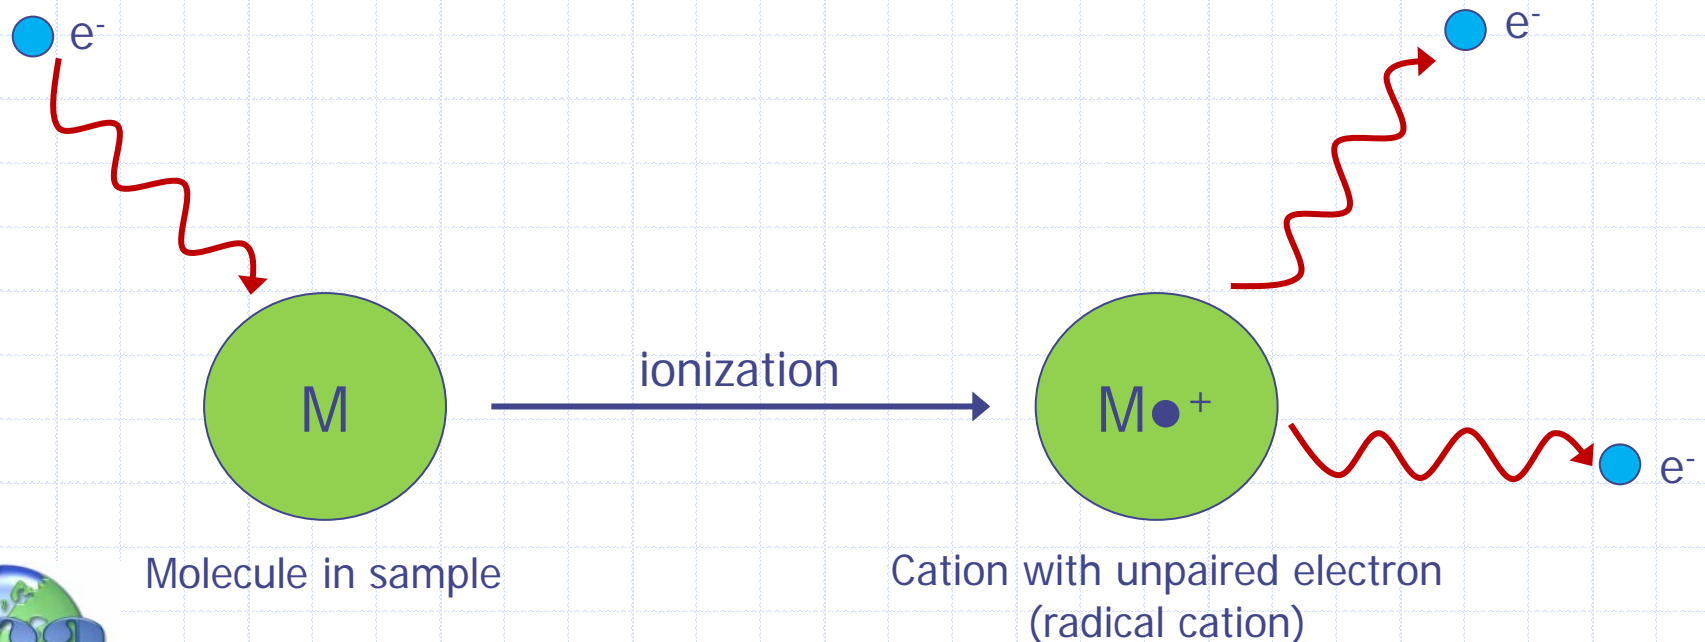 e⁻
e⁻
ionization
M
M•⁺
e⁻
Molecule in sample
Cation with unpaired electron
(radical cation)